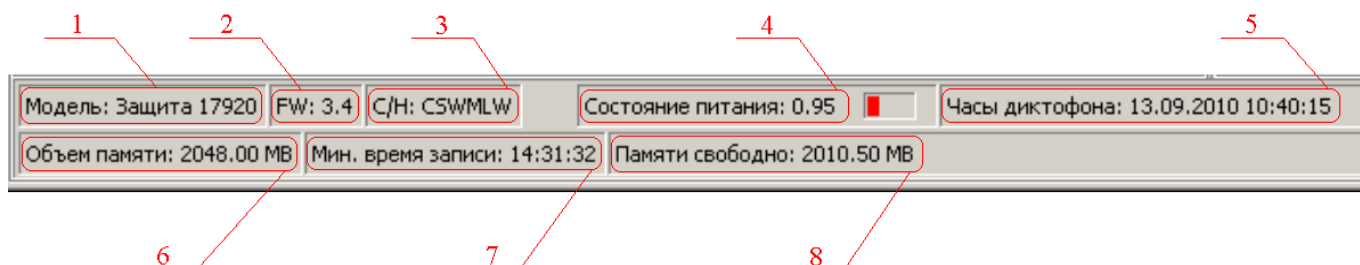 1 2 3 4 5
Модель: Защита 17920 FW: 3.4 С/Н: CSWMLW Состояние питания: 0.95 Часы диктофона: 13.09.2010 10:40:15
Объем памяти: 2048.00 MB Мин. время записи: 14:31:32 Памяти свободно: 2010.50 MB
6 7 8